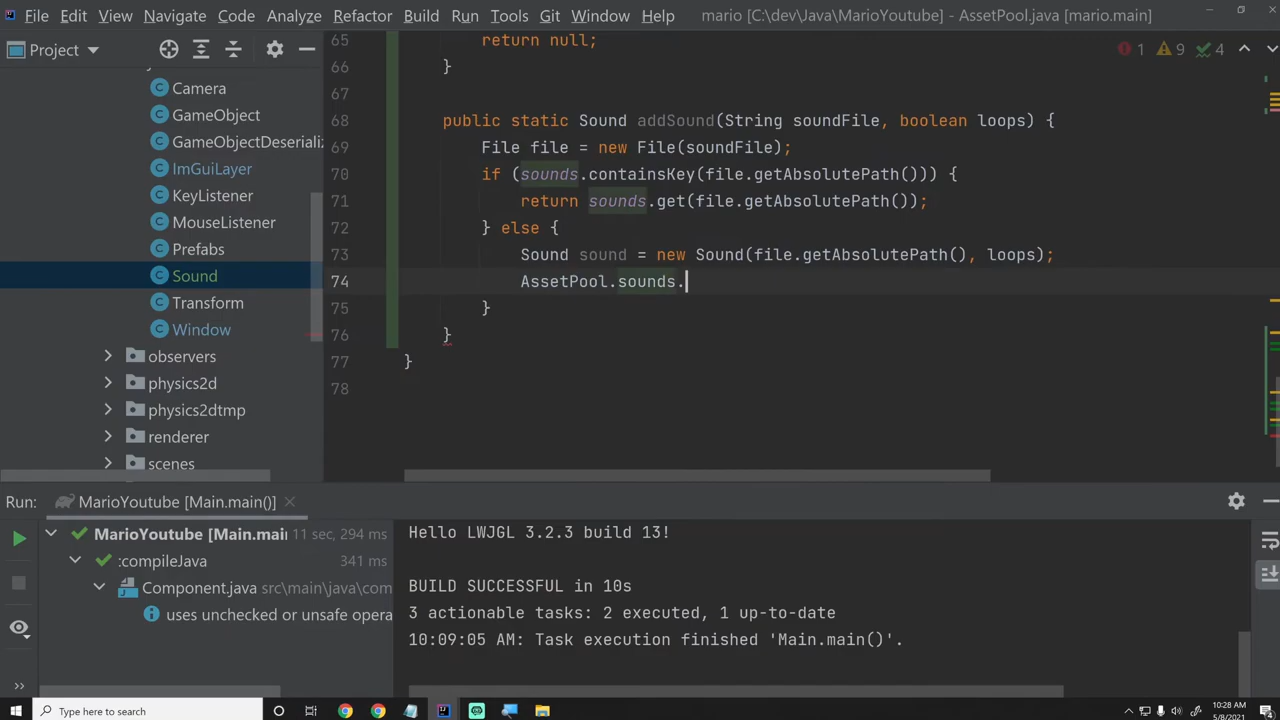 File Edit View Navigate Code Analyze Refactor Build Run Tools Git Window Help mario [C:\dev\Java\MarioYoutube] - AssetPool.java [mario.main]
Project
1 9 4
Camera
GameObject
GameObjectDeserializ
ImGuiLayer
KeyListener
MouseListener
Prefabs
Sound
Transform
Window
observers
physics2d
physics2dtmp
renderer
scenes
65 return null;
66 }
67
68 public static Sound addSound(String soundFile, boolean loops) {
69 File file = new File(soundFile);
70 if (sounds.containsKey(file.getAbsolutePath())) {
71 return sounds.get(file.getAbsolutePath());
72 } else {
73 Sound sound = new Sound(file.getAbsolutePath(), loops);
74 AssetPool.sounds.
75 }
76 }
77 }
78
Run: MarioYoutube [Main.main()]
MarioYoutube [Main.mai 11 sec, 294 ms
:compileJava 341 ms
Component.java src\main\java\com
uses unchecked or unsafe opera
Hello LWJGL 3.2.3 build 13!
BUILD SUCCESSFUL in 10s
3 actionable tasks: 2 executed, 1 up-to-date
10:09:05 AM: Task execution finished 'Main.main()'.
Type here to search
10:28 AM
5/8/2021